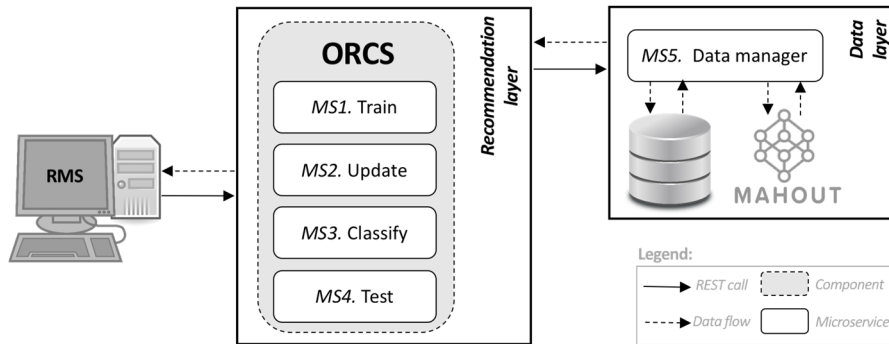 RMS
ORCS
MS1. Train
MS2. Update
MS3. Classify
MS4. Test
Recommendation
layer
MS5. Data manager
Data
layer
MAHOUT
Legend:
REST call
Component
Data flow
Microservice